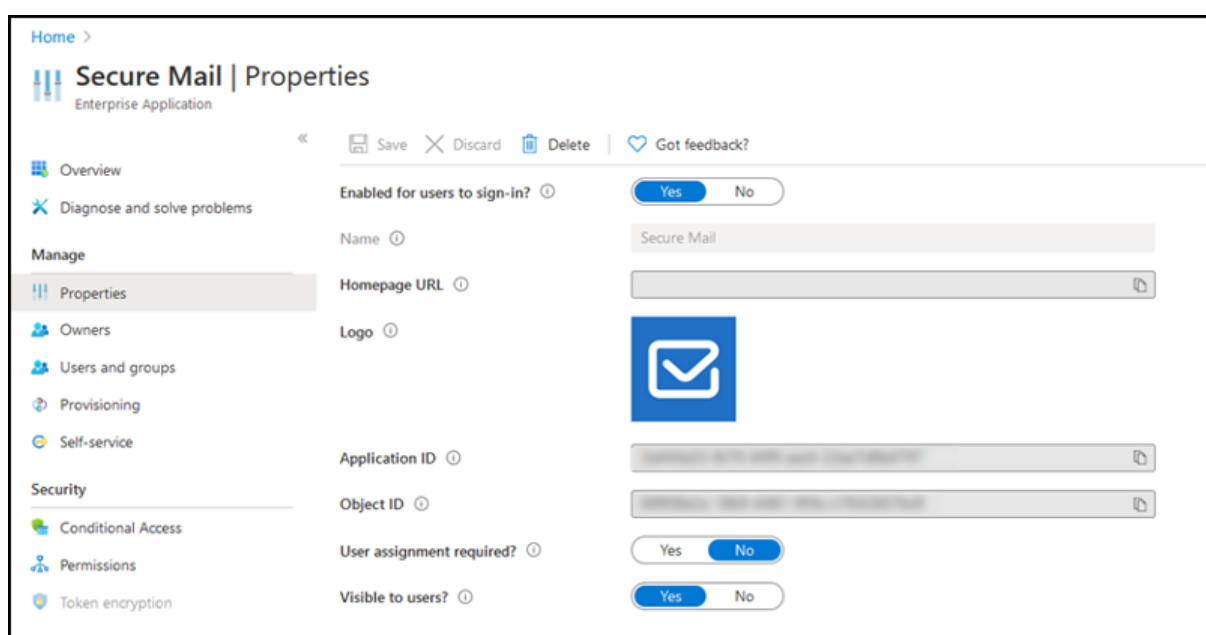 Home >
Secure Mail | Properties
Enterprise Application
«
Save Discard Delete Got feedback?
Overview
Diagnose and solve problems
Manage
Properties
Owners
Users and groups
Provisioning
Self-service
Security
Conditional Access
Permissions
Token encryption
Enabled for users to sign-in? Yes No
Name Secure Mail
Homepage URL
Logo
Application ID
Object ID
User assignment required? Yes No
Visible to users? Yes No